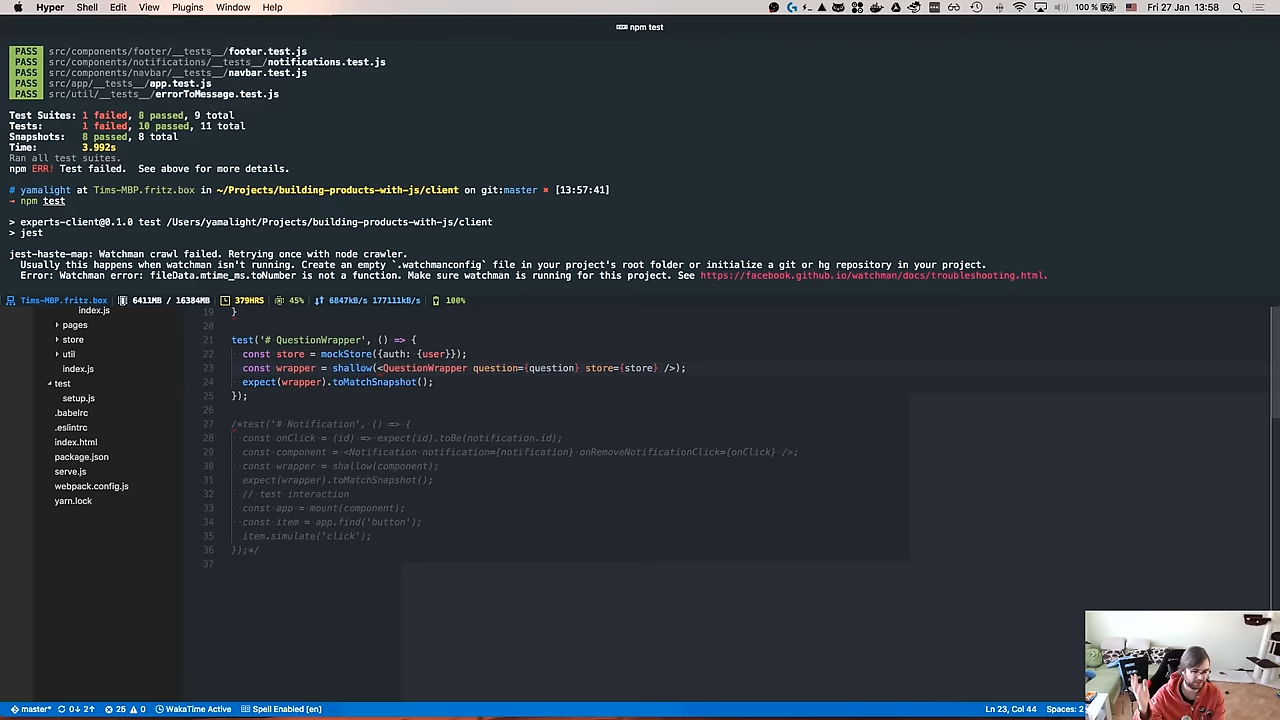 Hyper Shell Edit View Plugins Window Help 100 % Fri 27 Jan 13:58
npm test
PASS src/components/footer/__tests__/footer.test.js
PASS src/components/notifications/__tests__/notifications.test.js
PASS src/components/navbar/__tests__/navbar.test.js
PASS src/app/__tests__/app.test.js
PASS src/util/__tests__/errorToMessage.test.js
Test Suites: 1 failed, 8 passed, 9 total
Tests: 1 failed, 10 passed, 11 total
Snapshots: 8 passed, 8 total
Time: 3.992s
Ran all test suites.
npm ERR! Test failed. See above for more details.
# yamalight at Tims-MBP.fritz.box in ~/Projects/building-products-with-js/client on git:master ✖ [13:57:41]
→ npm test
> experts-client@0.1.0 test /Users/yamalight/Projects/building-products-with-js/client
> jest
jest-haste-map: Watchman crawl failed. Retrying once with node crawler.
Usually this happens when watchman isn't running. Create an empty `.watchmanconfig` file in your project's root folder or initialize a git or hg repository in your project.
Error: Watchman error: fileData.mtime_ms.toNumber is not a function. Make sure watchman is running for this project. See https://facebook.github.io/watchman/docs/troubleshooting.html.
Tims-MBP.fritz.box 6411MB / 16384MB 379HRS 45% 6847kB/s 177111kB/s 100%
index.js
pages
store
util
index.js
test
setup.js
.babelrc
.eslintrc
index.html
package.json
serve.js
webpack.config.js
yarn.lock
19 }
20
21 test('# QuestionWrapper', () => {
22 const store = mockStore({auth: {user}});
23 const wrapper = shallow(<QuestionWrapper question={question} store={store} />);
24 expect(wrapper).toMatchSnapshot();
25 });
26
27 /*test('# Notification', () => {
28 const onClick = (id) => expect(id).toBe(notification.id);
29 const component = <Notification notification={notification} onRemoveNotificationClick={onClick} />;
30 const wrapper = shallow(component);
31 expect(wrapper).toMatchSnapshot();
32 // test interaction
33 const app = mount(component);
34 const item = app.find('button');
35 item.simulate('click');
36 });*/
37
master* 0↓ 2↑ 25 0 WakaTime Active Spell Enabled [en] Ln 23, Col 44 Spaces: 2